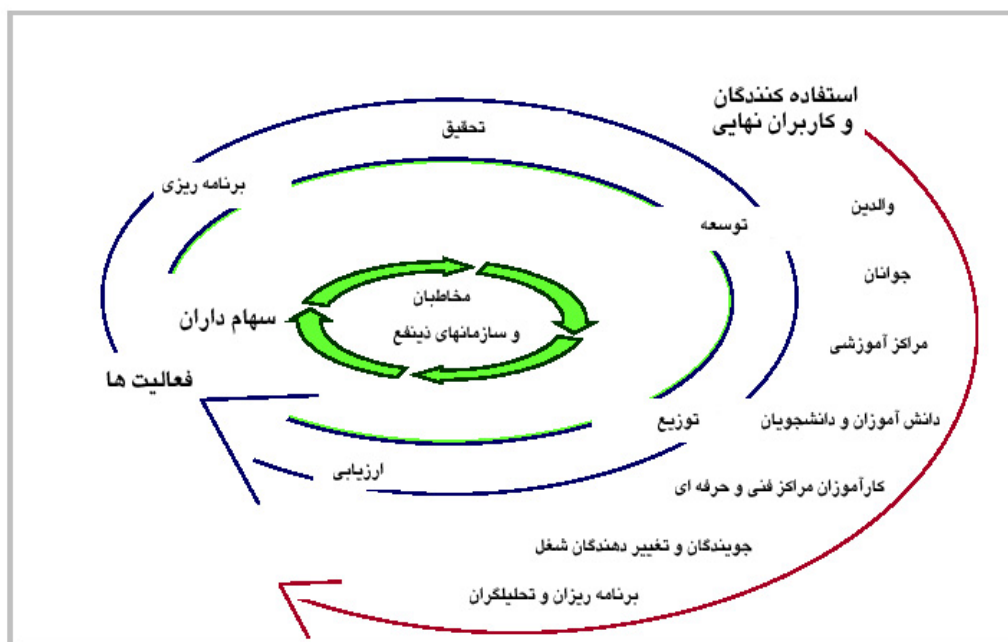 استفاده کنندگان
و کاربران نهایی
تحقیق
برنامه ریزی
والدین
توسعه
جوانان
مخاطبان
سهام داران
و سازمانهای ذینفع
مراکز آموزشی
فعالیت ها
توزیع
دانش آموزان و دانشجویان
ارزیابی
کارآموزان مراکز فنی و حرفه ای
جویندگان و تغییر دهندگان شغل
برنامه ریزان و تحلیلگران